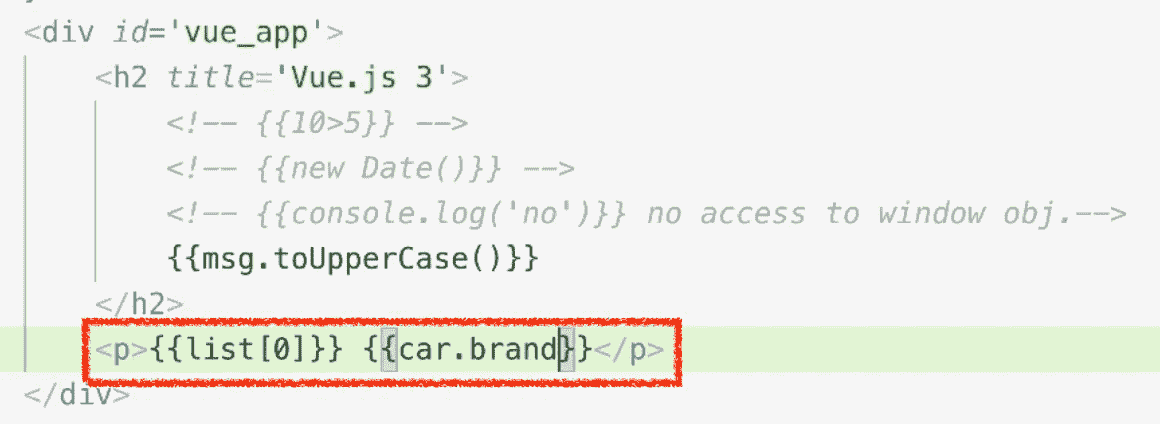 <div id='vue_app'>
<h2 title='Vue.js 3'>
<!-- {{10>5}} -->
<!-- {{new Date()}} -->
<!-- {{console.log('no')}} no access to window obj.-->
{{msg.toUpperCase()}}
</h2>
<p>{{list[0]}} {{car.brand}}</p>
</div>